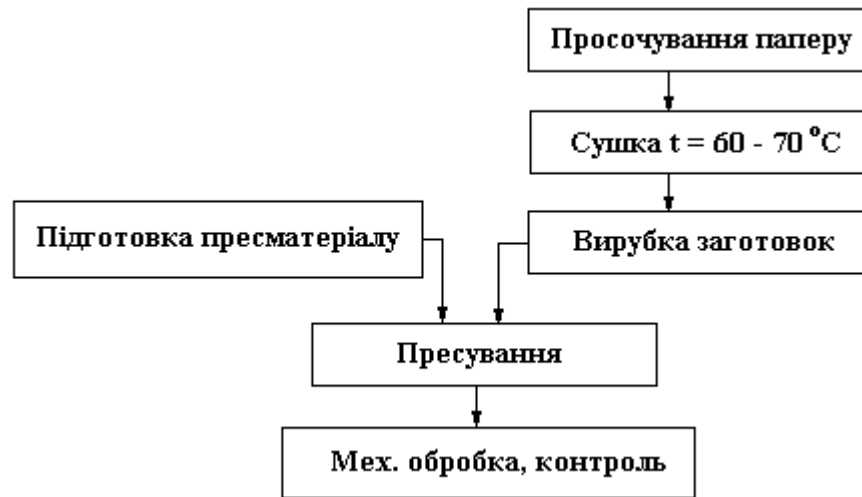 Просочування паперу
Сушка t = 60 - 70 °C
Підготовка пресматеріалу
Вирубка заготовок
Пресування
Мех. обробка, контроль